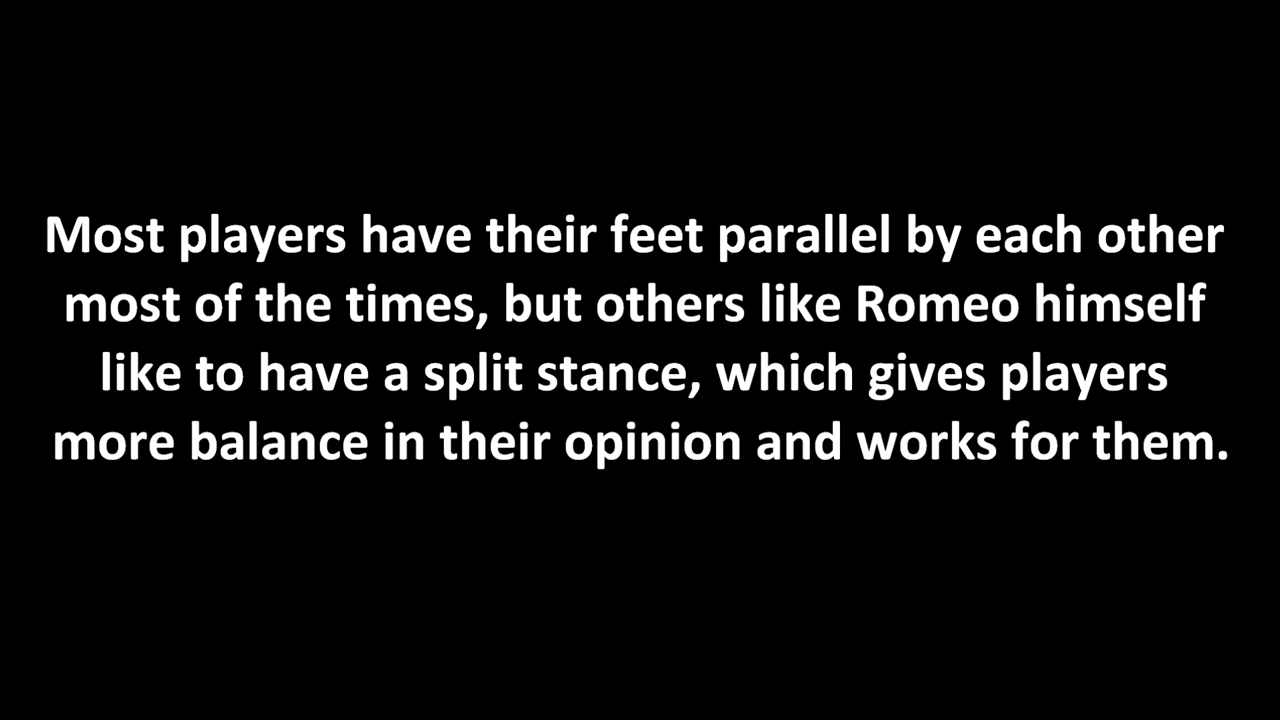 Most players have their feet parallel by each other
most of the times, but others like Romeo himself
like to have a split stance, which gives players
more balance in their opinion and works for them.